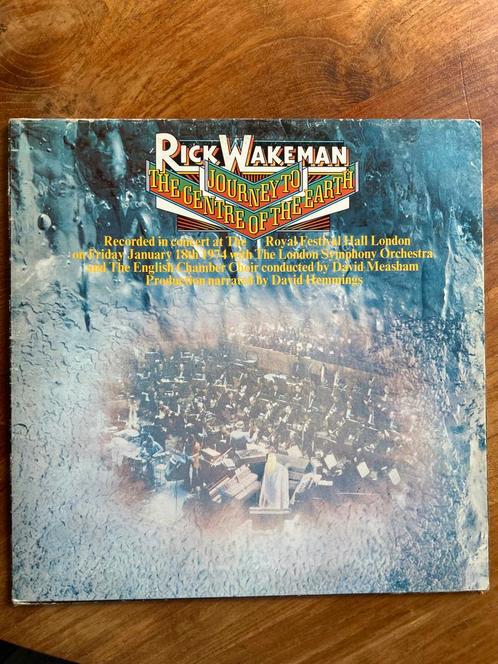 RICK WAKEMAN
JOURNEY TO
THE CENTRE OF THE EARTH
Recorded in concert at The Royal Festival Hall London
on Friday January 18th 1974 with The London Symphony Orchestra
and The English Chamber Choir conducted by David Measham
Production narrated by David Hemmings